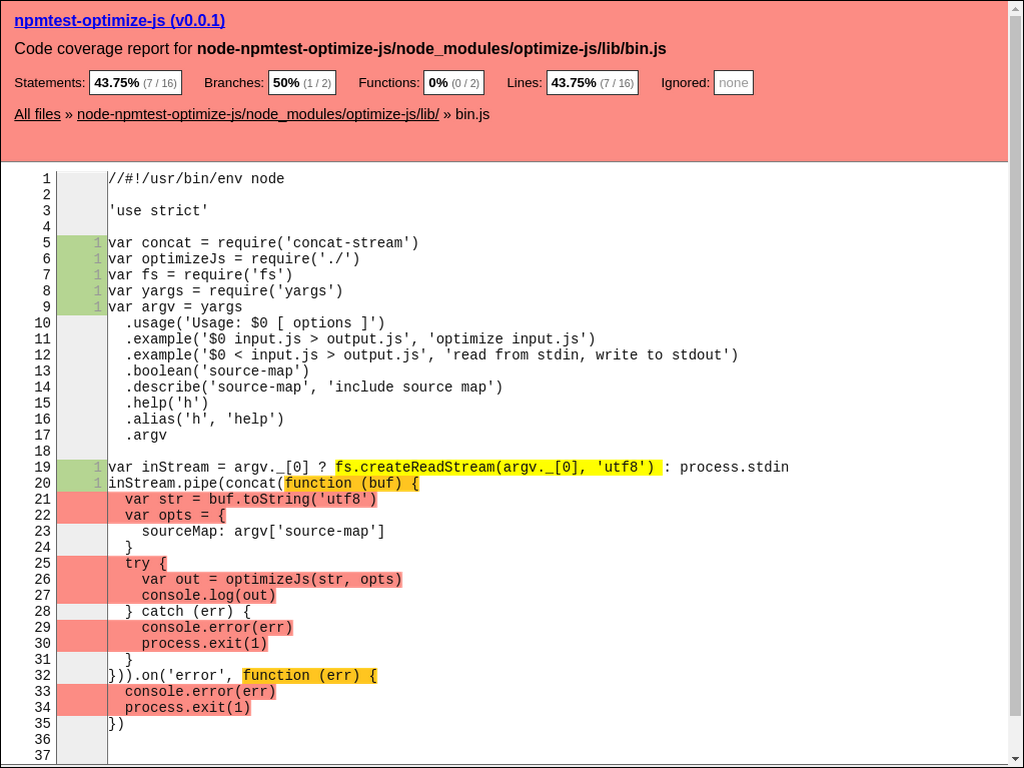 npmtest-optimize-js (v0.0.1)
Code coverage report for node-npmtest-optimize-js/node_modules/optimize-js/lib/bin.js
Statements: 43.75% (7 / 16) Branches: 50% (1 / 2) Functions: 0% (0 / 2) Lines: 43.75% (7 / 16) Ignored: none
All files » node-npmtest-optimize-js/node_modules/optimize-js/lib/ » bin.js
1 //#!/usr/bin/env node
2
3 'use strict'
4
5 1 var concat = require('concat-stream')
6 1 var optimizeJs = require('./')
7 1 var fs = require('fs')
8 1 var yargs = require('yargs')
9 1 var argv = yargs
10   .usage('Usage: $0 [ options ]')
11   .example('$0 input.js > output.js', 'optimize input.js')
12   .example('$0 < input.js > output.js', 'read from stdin, write to stdout')
13   .boolean('source-map')
14   .describe('source-map', 'include source map')
15   .help('h')
16   .alias('h', 'help')
17   .argv
18
19 1 var inStream = argv._[0] ? fs.createReadStream(argv._[0], 'utf8') : process.stdin
20 1 inStream.pipe(concat(function (buf) {
21   var str = buf.toString('utf8')
22   var opts = {
23     sourceMap: argv['source-map']
24   }
25   try {
26     var out = optimizeJs(str, opts)
27     console.log(out)
28   } catch (err) {
29     console.error(err)
30     process.exit(1)
31   }
32 })).on('error', function (err) {
33   console.error(err)
34   process.exit(1)
35 })
36
37